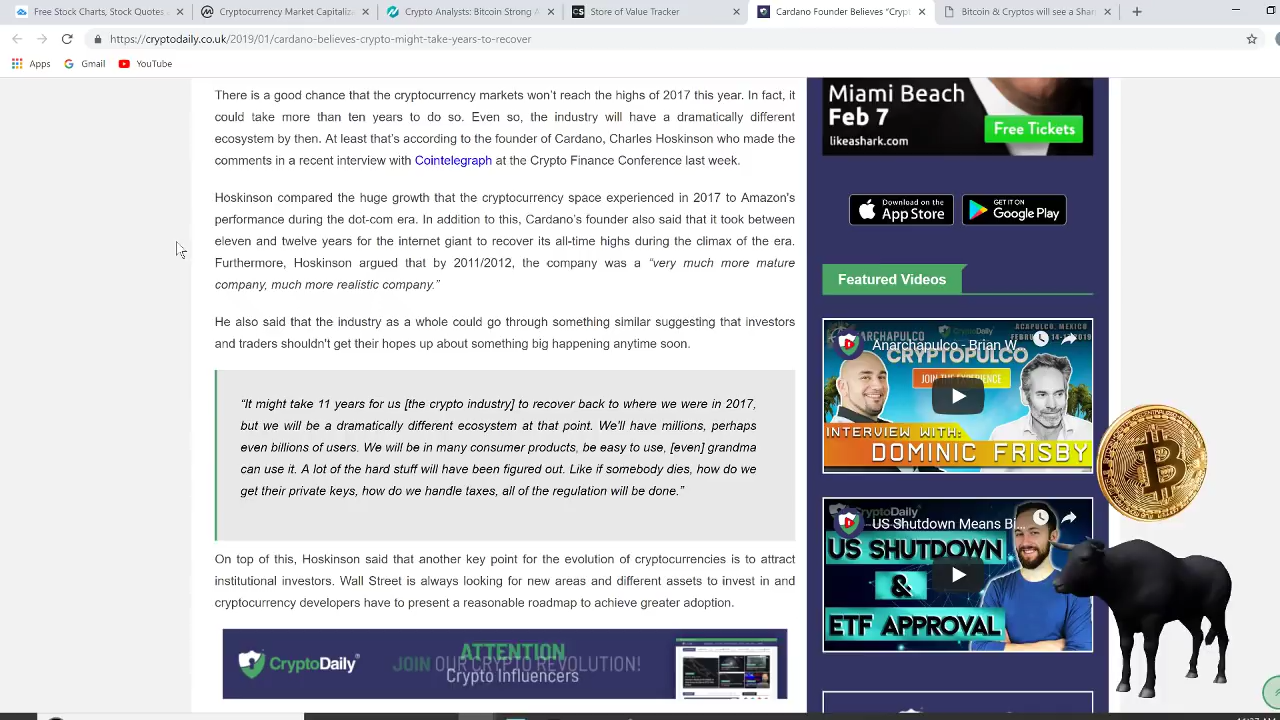 Free Stock Charts, Stock Quotes
Cryptocurrency Market Capitaliz
Crypto Analysts: Bitcoin Strong A
Store of Value Tracker
Cardano Founder Believes "Crypt
Bitcoin & Crypto will see a Shar
https://cryptodaily.co.uk/2019/01/cardano-believes-crypto-might-take-years-to-recover
Apps
Gmail
YouTube
There is a good chance that the cryptocurrency markets won't reach the highs of 2017 this year. In fact, it
could take more than ten years to do so. Even so, the industry will have a dramatically different
ecosystem by then. That's according to the founder of Cardano, Charles Hoskinson who made the
comments in a recent interview with Cointelegraph at the Crypto Finance Conference last week.
Hoskinson compared the huge growth that the cryptocurrency space experienced in 2017 to Amazon's
performance during the dot-com era. In addition to this, Cardano's founder also said that it took between
eleven and twelve years for the internet giant to recover its all-time highs during the climax of the era.
Furthermore, Hoskinson argued that by 2011/2012, the company was a "very much more mature
, much more realistic company."
He also said that the industry as a whole could go through something similar suggesting that investors
and traders shouldn't get their hopes up about something big happening anytime soon.
"It might take 11 years for us [the crypto industry] to recover back to where we were in 2017,
but we will be a dramatically different ecosystem at that point. We'll have millions, perhaps
even billions of users. We will be in many consumer products, be easy to use, [even] grandma
can use it. A lot of the hard stuff will have been figured out. Like if somebody dies, how do we
get their private keys, how do we handle taxes, all of the regulation will be done."
On top of this, Hoskinson said that another key point for the evolution of cryptocurrencies is to attract
institutional investors. Wall Street is always looking for new areas and different assets to invest in and
cryptocurrency developers have to present a reasonable roadmap to achieve greater adoption.
CryptoDaily
ATTENTION
JOIN OUR CRYPTO REVOLUTION!
Crypto Influencers
Miami Beach
Feb 7
likeashark.com
Free Tickets
Download on the
App Store
GET IT ON
Google Play
Featured Videos
ANARCHAPULCO
CryptoDaily
ACAPULCO, MEXICO
Anarchapulco - Brian W...
CRYPTOPULCO
JOIN THE EXPERIENCE
INTERVIEW WITH:
DOMINIC FRISBY
CryptoDaily
US Shutdown Means Bi...
US SHUTDOWN
&
ETF APPROVAL